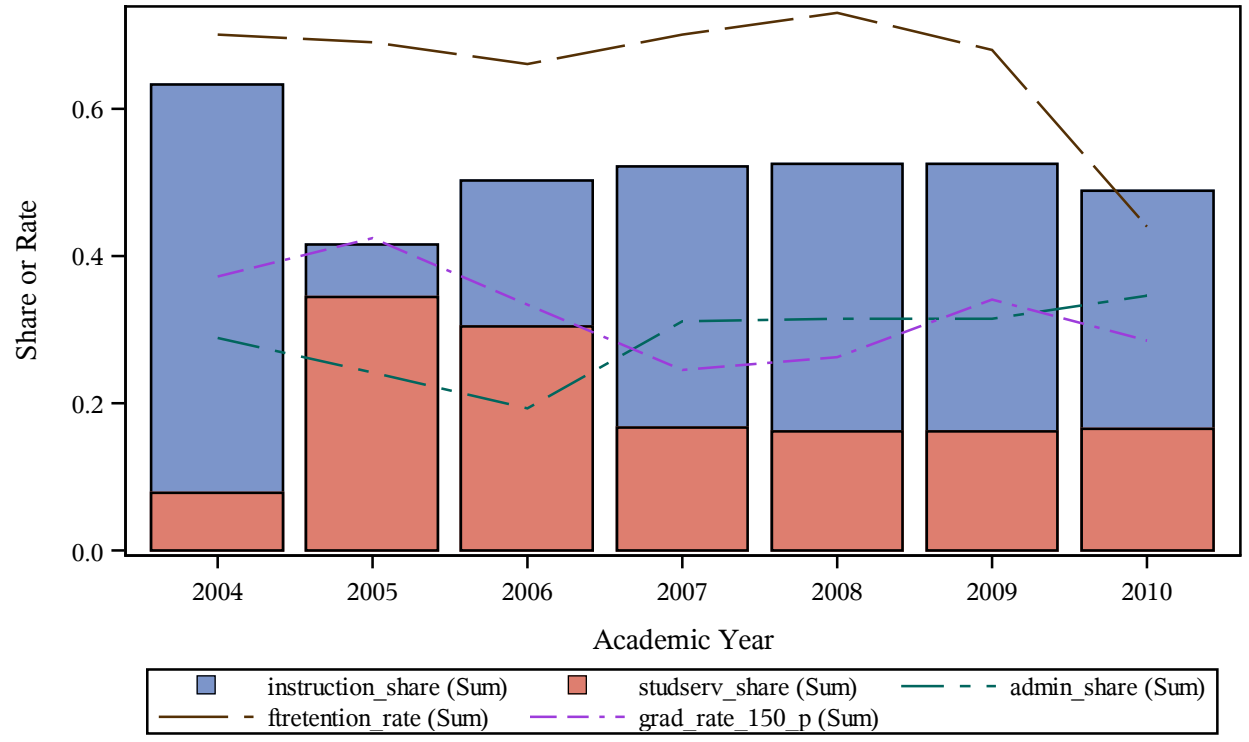 0.6
0.4
0.2
0.0
Share or Rate
2004 2005 2006 2007 2008 2009 2010
Academic Year
instruction_share (Sum) studserv_share (Sum) admin_share (Sum)
ftretention_rate (Sum) grad_rate_150_p (Sum)